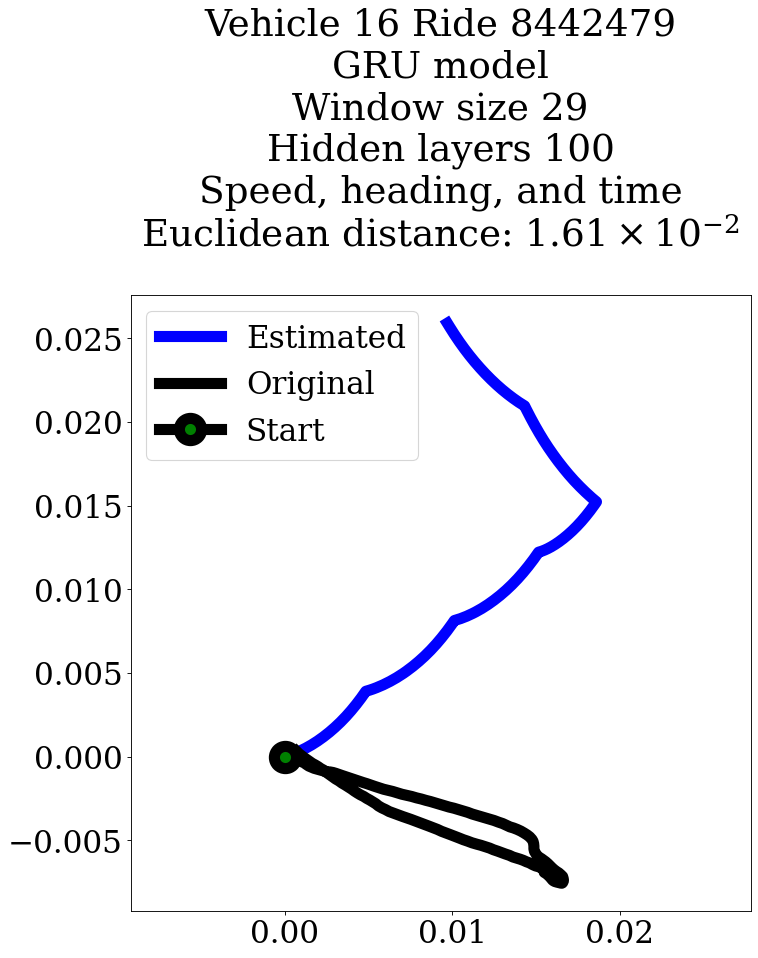 Vehicle 16 Ride 8442479
GRU model
Window size 29
Hidden layers 100
Speed, heading, and time
Euclidean distance: 1.61 × 10⁻²
Estimated
Original
Start
0.025
0.020
0.015
0.010
0.005
0.000
−0.005
0.00 0.01 0.02